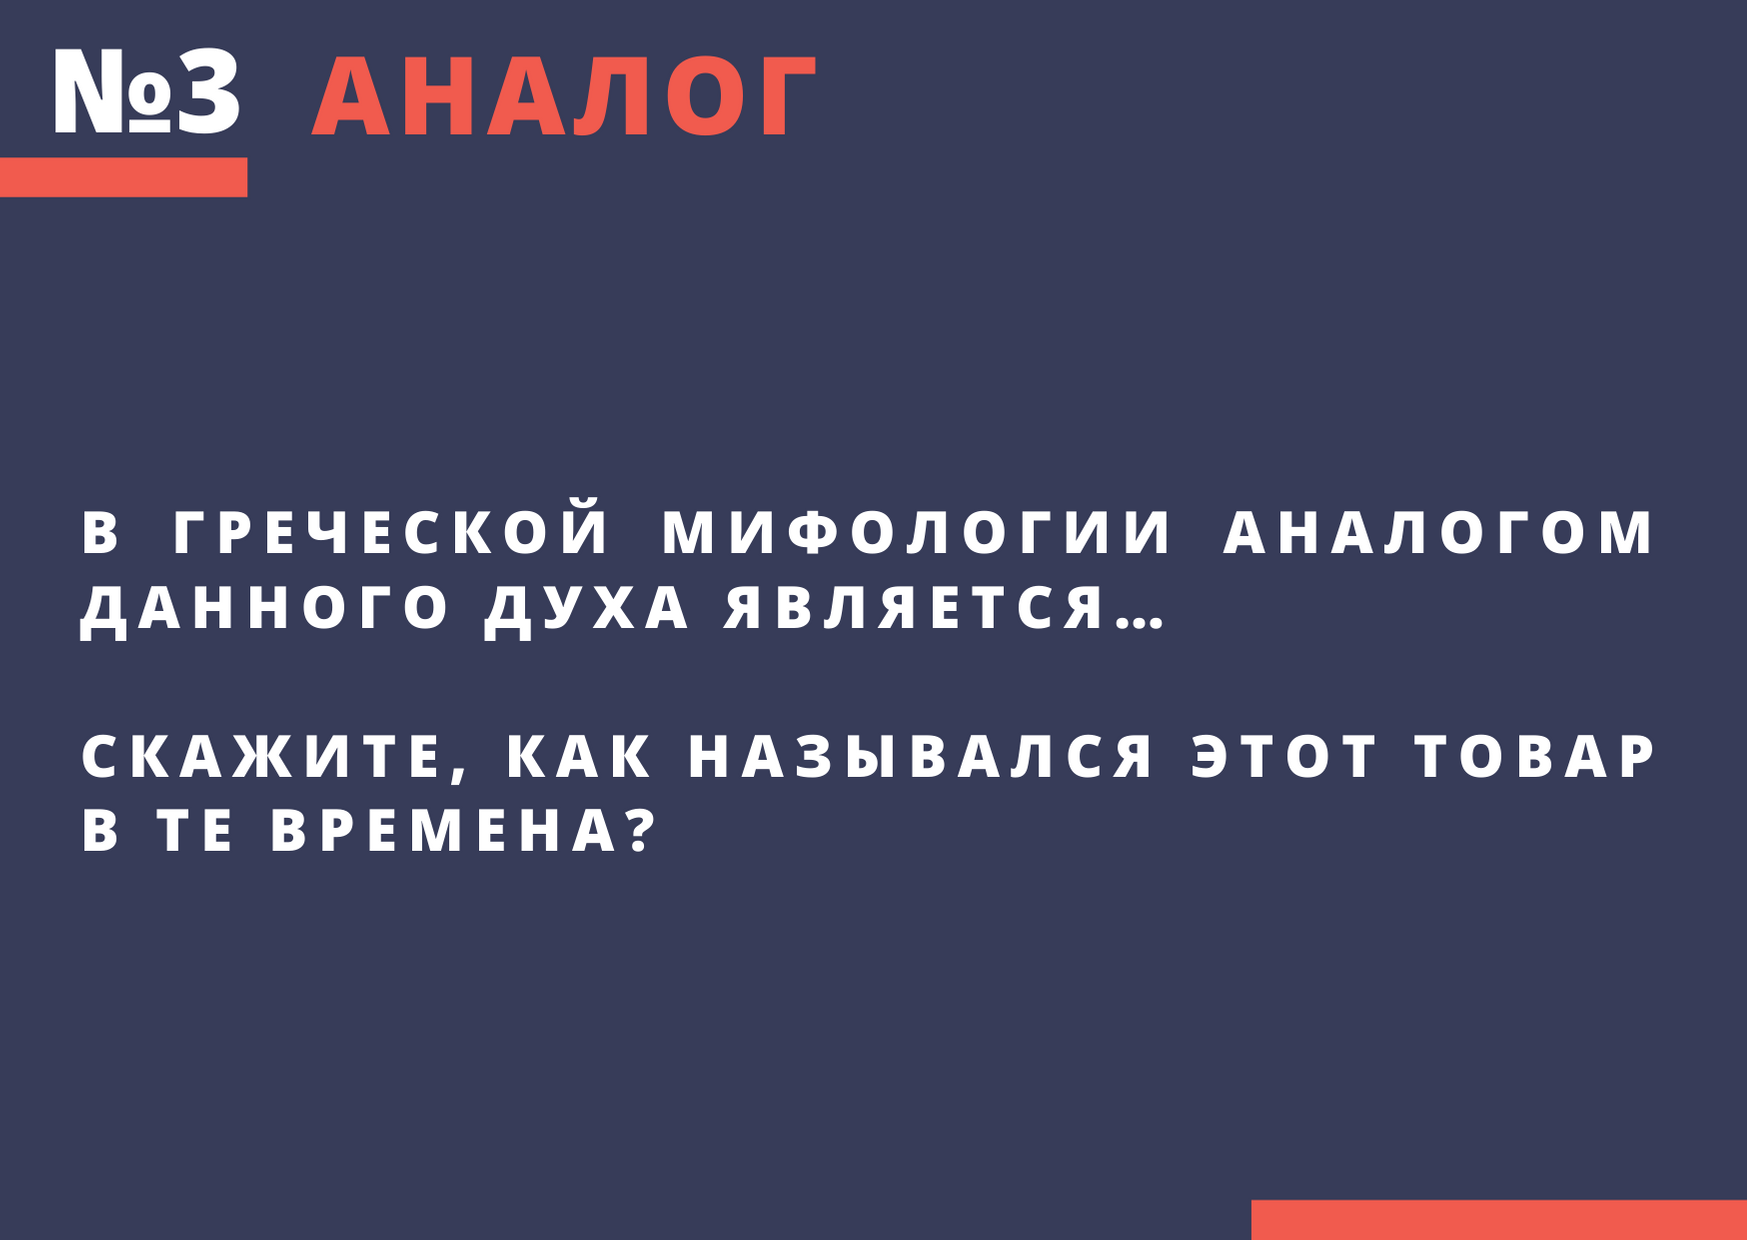 №3 АНАЛОГ
В ГРЕЧЕСКОЙ МИФОЛОГИИ АНАЛОГОМ
ДАННОГО ДУХА ЯВЛЯЕТСЯ…
СКАЖИТЕ, КАК НАЗЫВАЛСЯ ЭТОТ ТОВАР
В ТЕ ВРЕМЕНА?